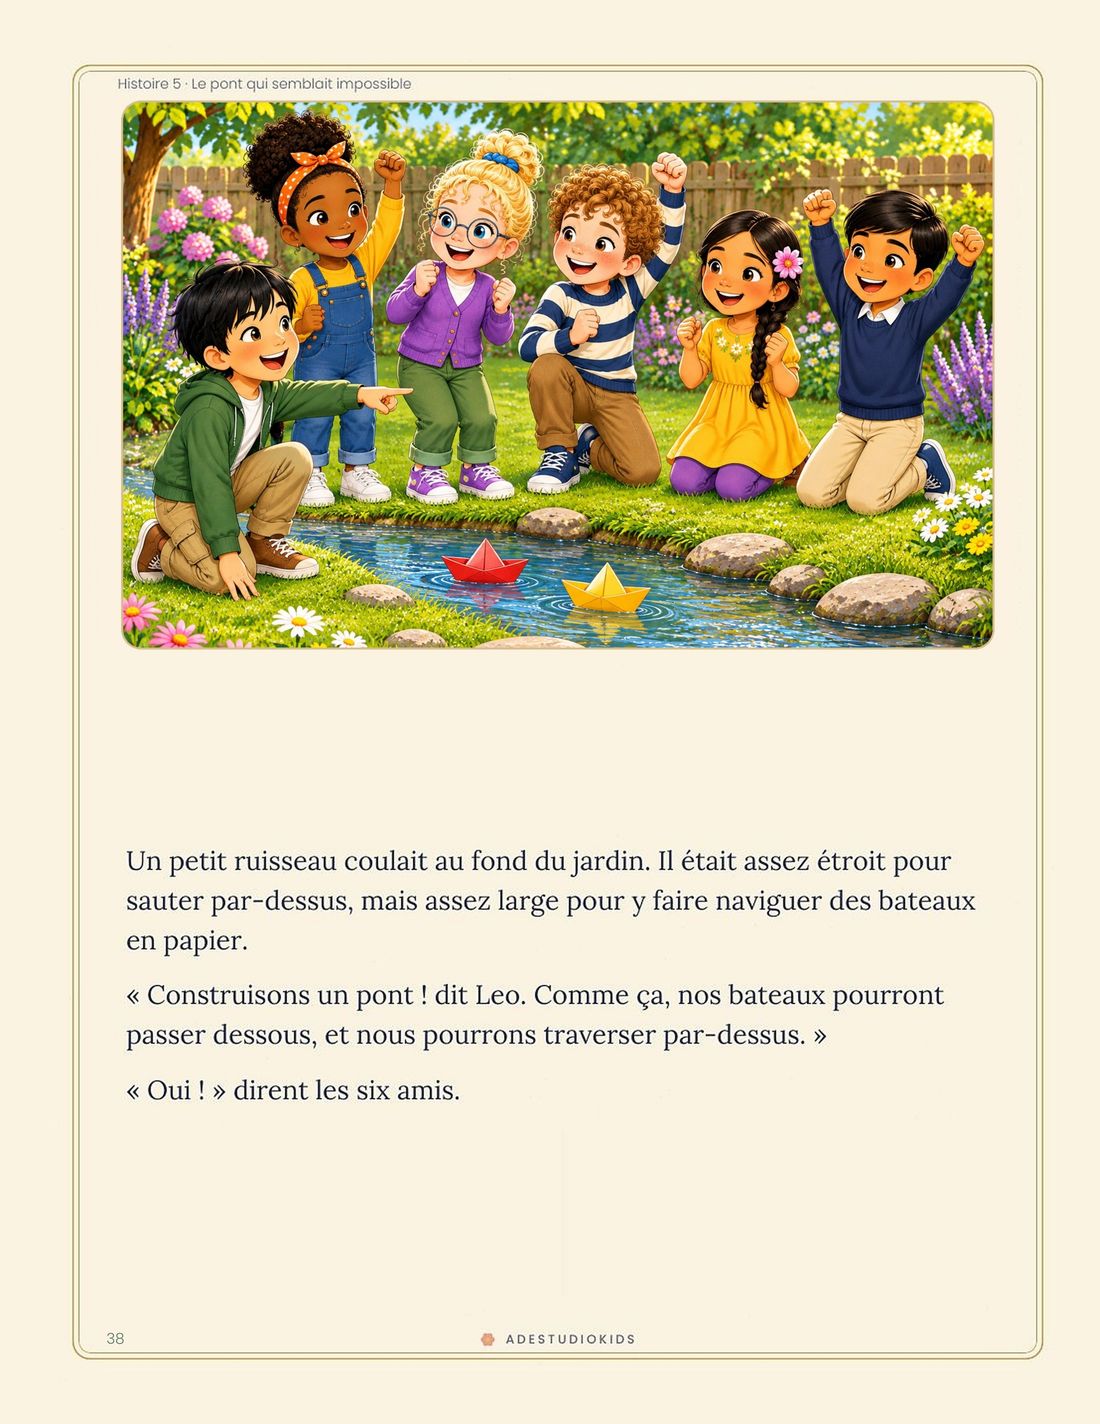 Histoire 5 · Le pont qui semblait impossible
Un petit ruisseau coulait au fond du jardin. Il était assez étroit pour
sauter par-dessus, mais assez large pour y faire naviguer des bateaux
en papier.
« Construisons un pont ! dit Leo. Comme ça, nos bateaux pourront
passer dessous, et nous pourrons traverser par-dessus. »
« Oui ! » dirent les six amis.
38
ADESTUDIOKIDS